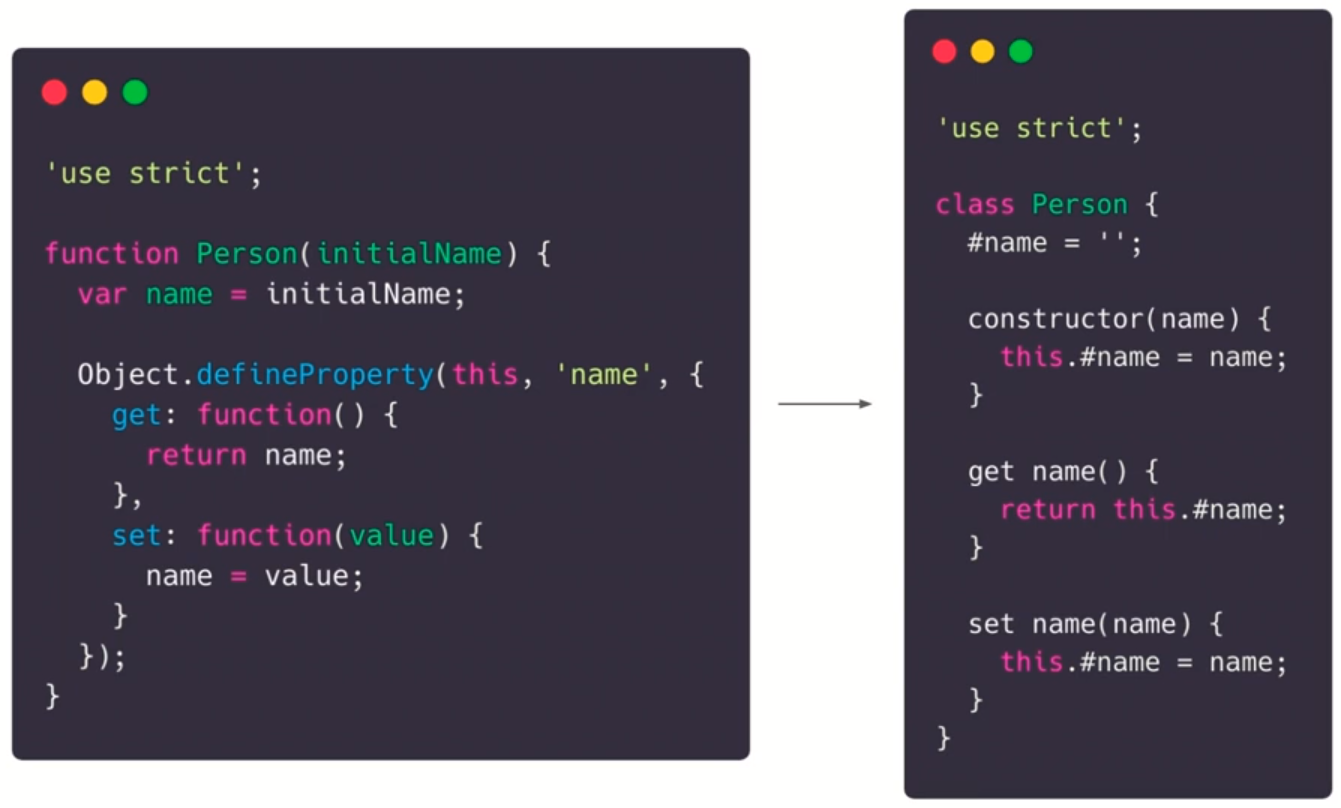 'use strict';
function Person(initialName) {
var name = initialName;
Object.defineProperty(this, 'name', {
get: function() {
return name;
},
set: function(value) {
name = value;
}
});
}
'use strict';
class Person {
#name = '';
constructor(name) {
this.#name = name;
}
get name() {
return this.#name;
}
set name(name) {
this.#name = name;
}
}